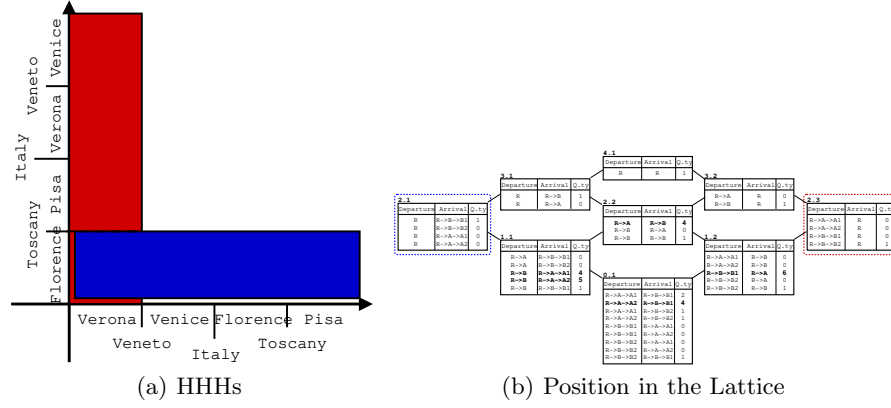 Venice
Veneto
Verona
Italy
Pisa
Toscany
Florence
Verona Venice Florence Pisa
Veneto Toscany
Italy
(a) HHHs
4.1
Departure Arrival Q.ty
R R 1
3.1
Departure Arrival Q.ty
R R->B 1
R R->A 0
3.2
Departure Arrival Q.ty
R->A R 0
R->B R 1
2.1
Departure Arrival Q.ty
R R->B->B1 1
R R->B->B2 0
R R->A->A1 0
R R->A->A2 0
2.2
Departure Arrival Q.ty
R->A R->B 4
R->B R->A 0
R->B R->B 1
2.3
Departure Arrival Q.ty
R->A->A1 R 0
R->A->A2 R 0
R->B->B1 R 0
R->B->B2 R 1
1.1
Departure Arrival Q.ty
R->A R->B->B1 0
R->A R->B->B2 0
R->B R->A->A1 4
R->B R->A->A2 5
R->B R->B->B1 1
1.2
Departure Arrival Q.ty
R->A->A1 R->B 0
R->A->A2 R->B 0
R->B->B1 R->A 6
R->B->B2 R->A 0
R->B->B2 R->B 1
0.1
Departure Arrival Q.ty
R->A->A1 R->B->B1 2
R->A->A2 R->B->B1 4
R->A->A1 R->B->B2 1
R->A->A2 R->B->B2 1
R->B->B1 R->A->A1 0
R->B->B2 R->A->A1 0
R->B->B1 R->A->A2 0
R->B->B2 R->A->A2 0
R->B->B2 R->B->B1 1
(b) Position in the Lattice